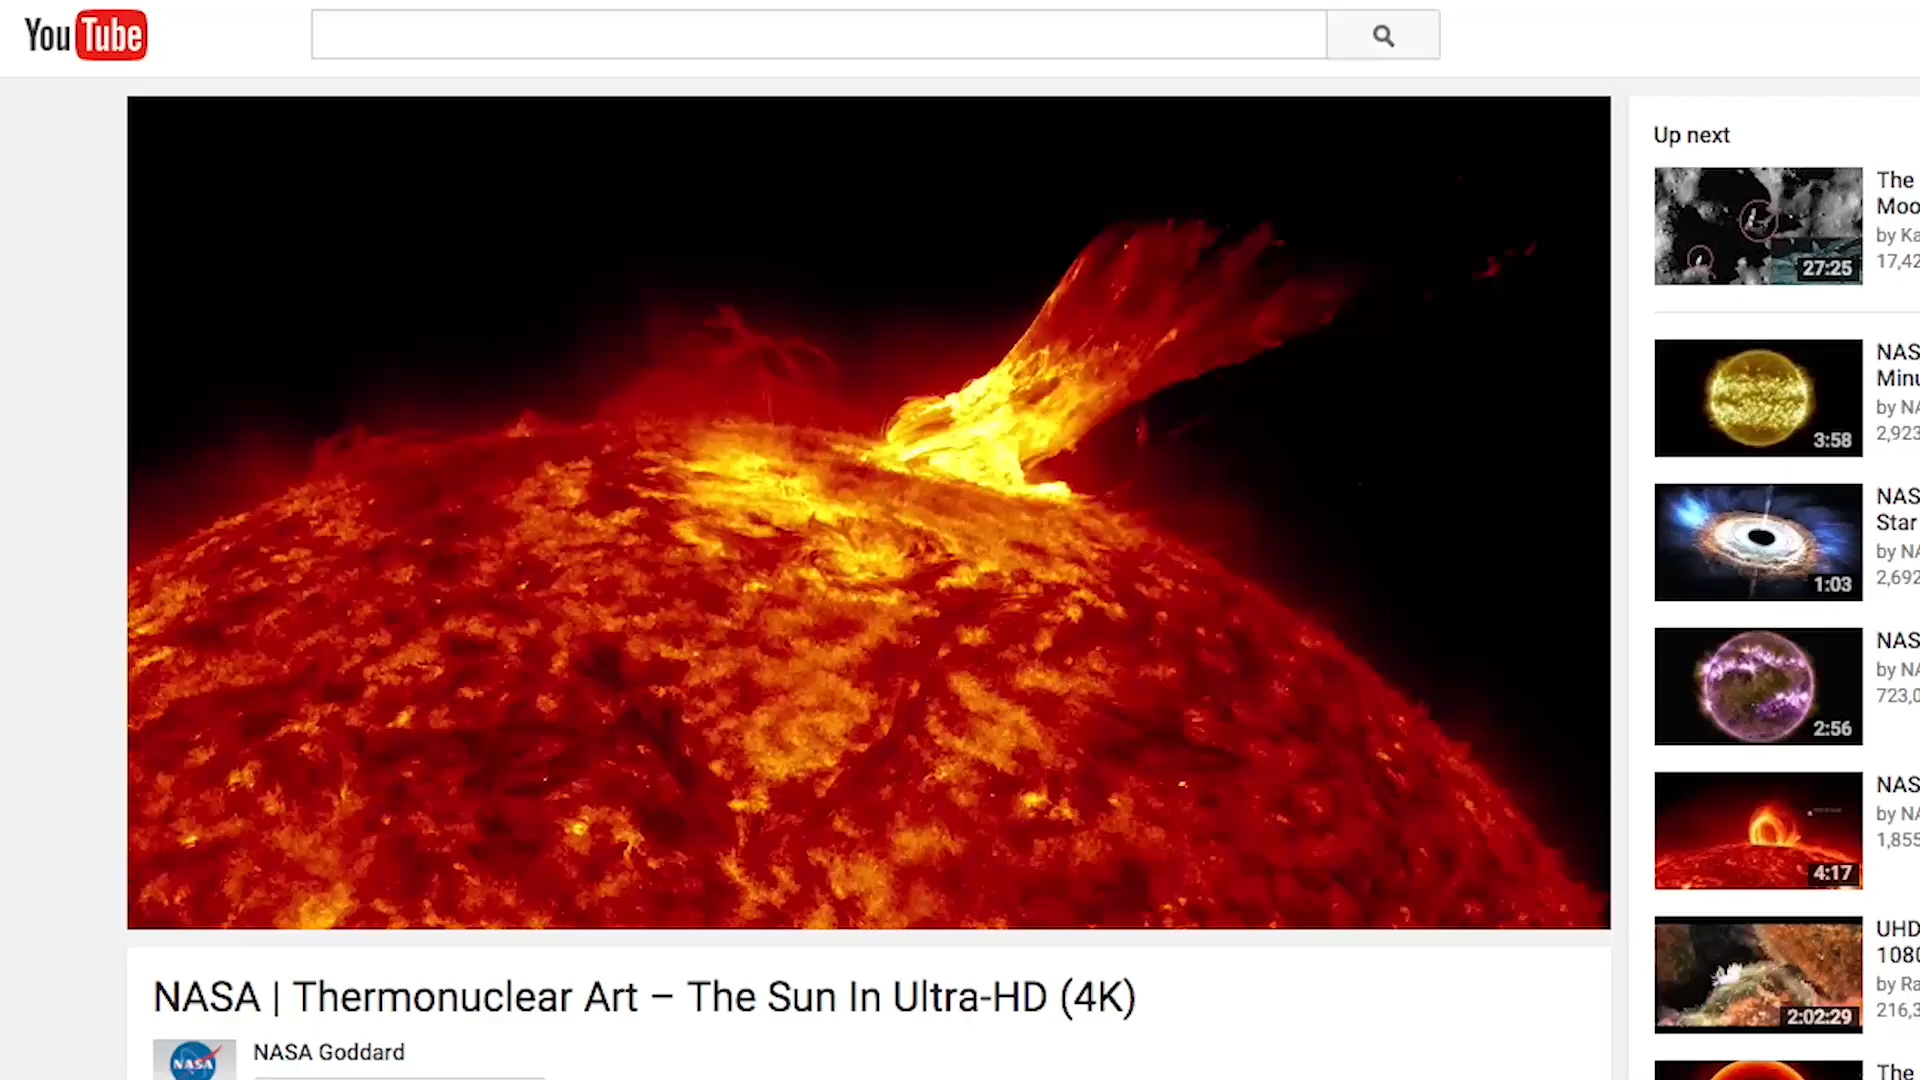 YouTube
Up next
The
Moo
by Ka
17,42
27:25
NAS
Minu
by NA
2,923
3:58
NAS
Star
by NA
2,692
1:03
NAS
by NA
723,0
2:56
NAS
by NA
1,855
4:17
UHD
1080
by Ra
216,3
2:02:29
The
NASA | Thermonuclear Art – The Sun In Ultra-HD (4K)
NASA
NASA Goddard